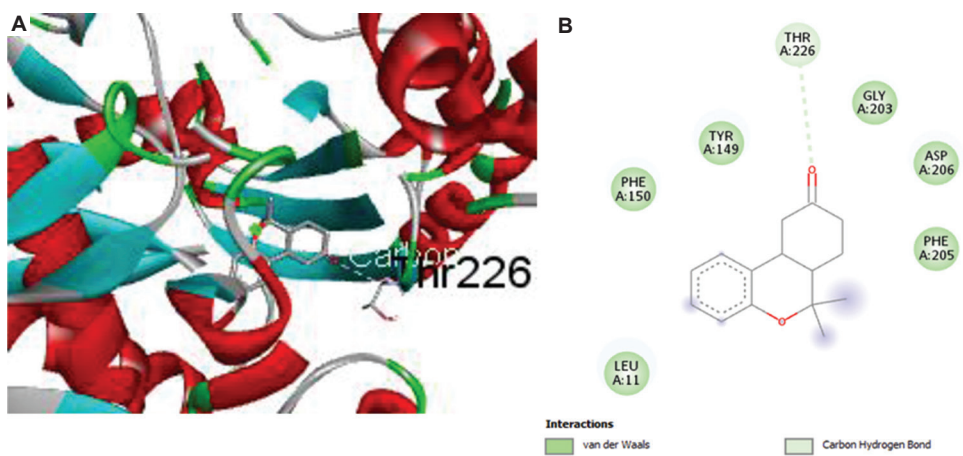 A
Carbon
Thr226
B
THR
A:226
GLY
A:203
TYR
A:149
ASP
A:206
PHE
A:150
O
PHE
A:205
O
LEU
A:11
Interactions
van der Waals
Carbon Hydrogen Bond